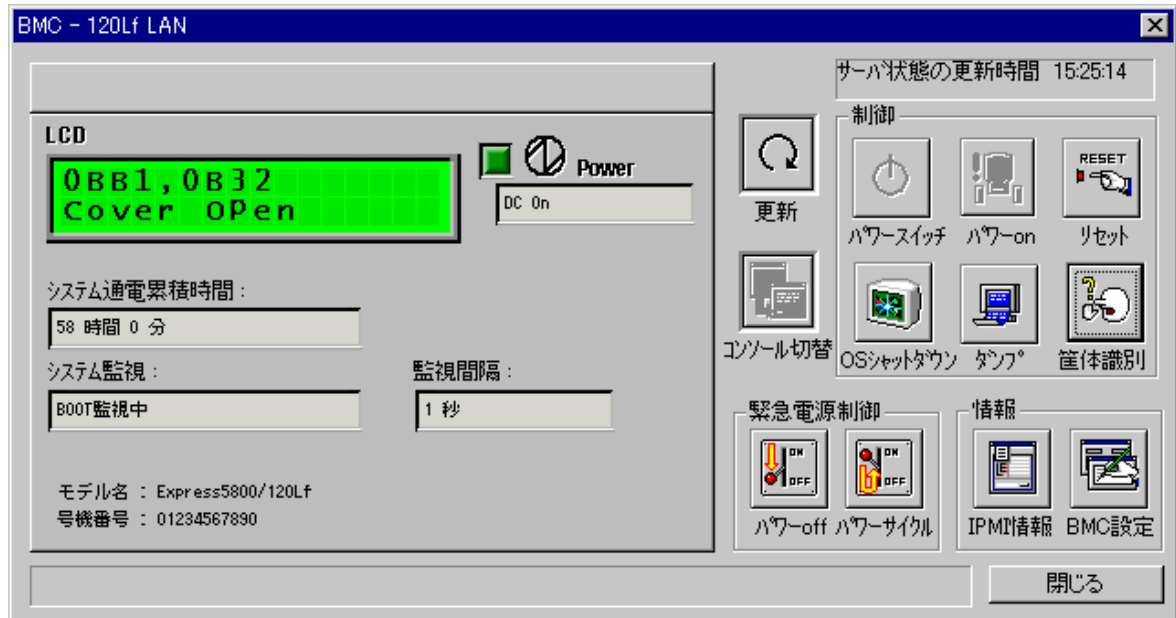 BMC - 120Lf LAN
サーバ状態の更新時間 15:25:14
LCD
0BB1,0B32
Cover OPen
Power
DC On
システム通電累積時間:
58 時間 0 分
システム監視:
BOOT監視中
監視間隔:
1 秒
モデル名 : Express5800/120Lf
号機番号 : 01234567890
更新
コンソール切替
制御
パワースイッチ
パワーon
RESET
リセット
OSシャットダウン
ダンプ
筐体識別
緊急電源制御
ON
OFF
パワーoff
ON
OFF
パワーサイクル
情報
IPMI情報
BMC設定
閉じる